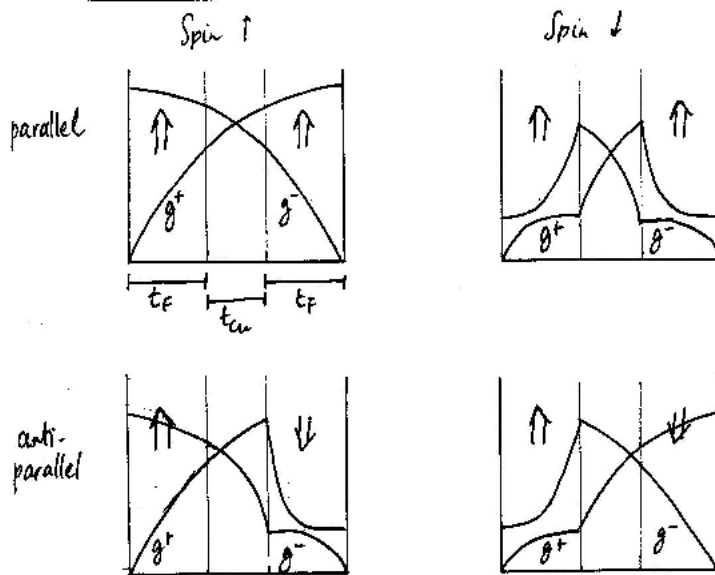 Spin ↑ Spin ↓
parallel ⇑ ⇑ ⇑ ⇑
g⁺ g⁻ g⁺ g⁻
t_F t_Cu t_F
anti-
parallel ⇑ ⇓ ⇑ ⇓
g⁺ g⁻ g⁺ g⁻